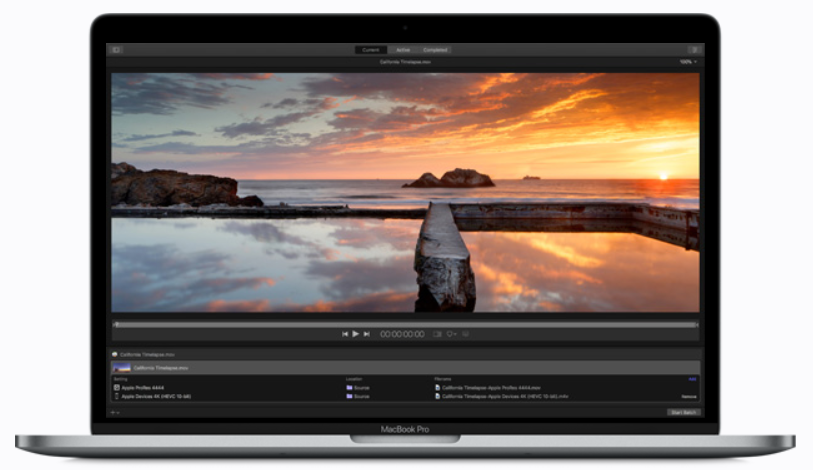 Current Active Completed
California Timelapse.mov 100%
00:00:00:00
California Timelapse.mov
California Timelapse.mov
Setting Location Filename Add
Apple ProRes 4444 Source California Timelapse-Apple ProRes 4444.mov
Apple Devices 4K (HEVC 10-bit) Source California Timelapse-Apple Devices 4K (HEVC 10-bit).m4v Remove
Start Batch
MacBook Pro